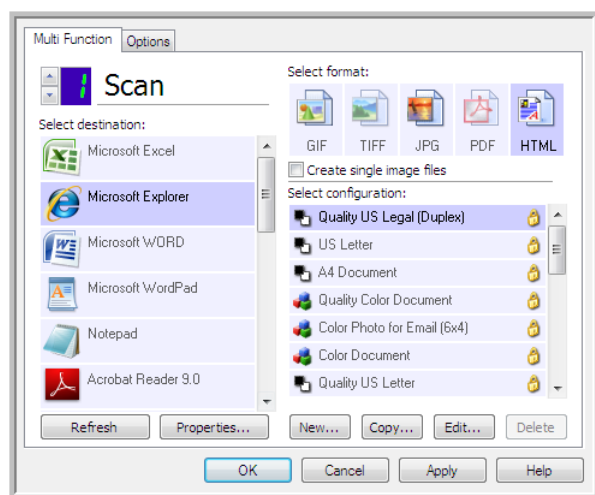 Multi Function
Options
1
Scan
Select destination:
Microsoft Excel
Microsoft Explorer
Microsoft WORD
Microsoft WordPad
Notepad
Acrobat Reader 9.0
Refresh
Properties...
Select format:
GIF
TIFF
JPG
PDF
HTML
Create single image files
Select configuration:
Quality US Legal (Duplex)
US Letter
A4 Document
Quality Color Document
Color Photo for Email (6x4)
Color Document
Quality US Letter
New...
Copy...
Edit...
Delete
OK
Cancel
Apply
Help